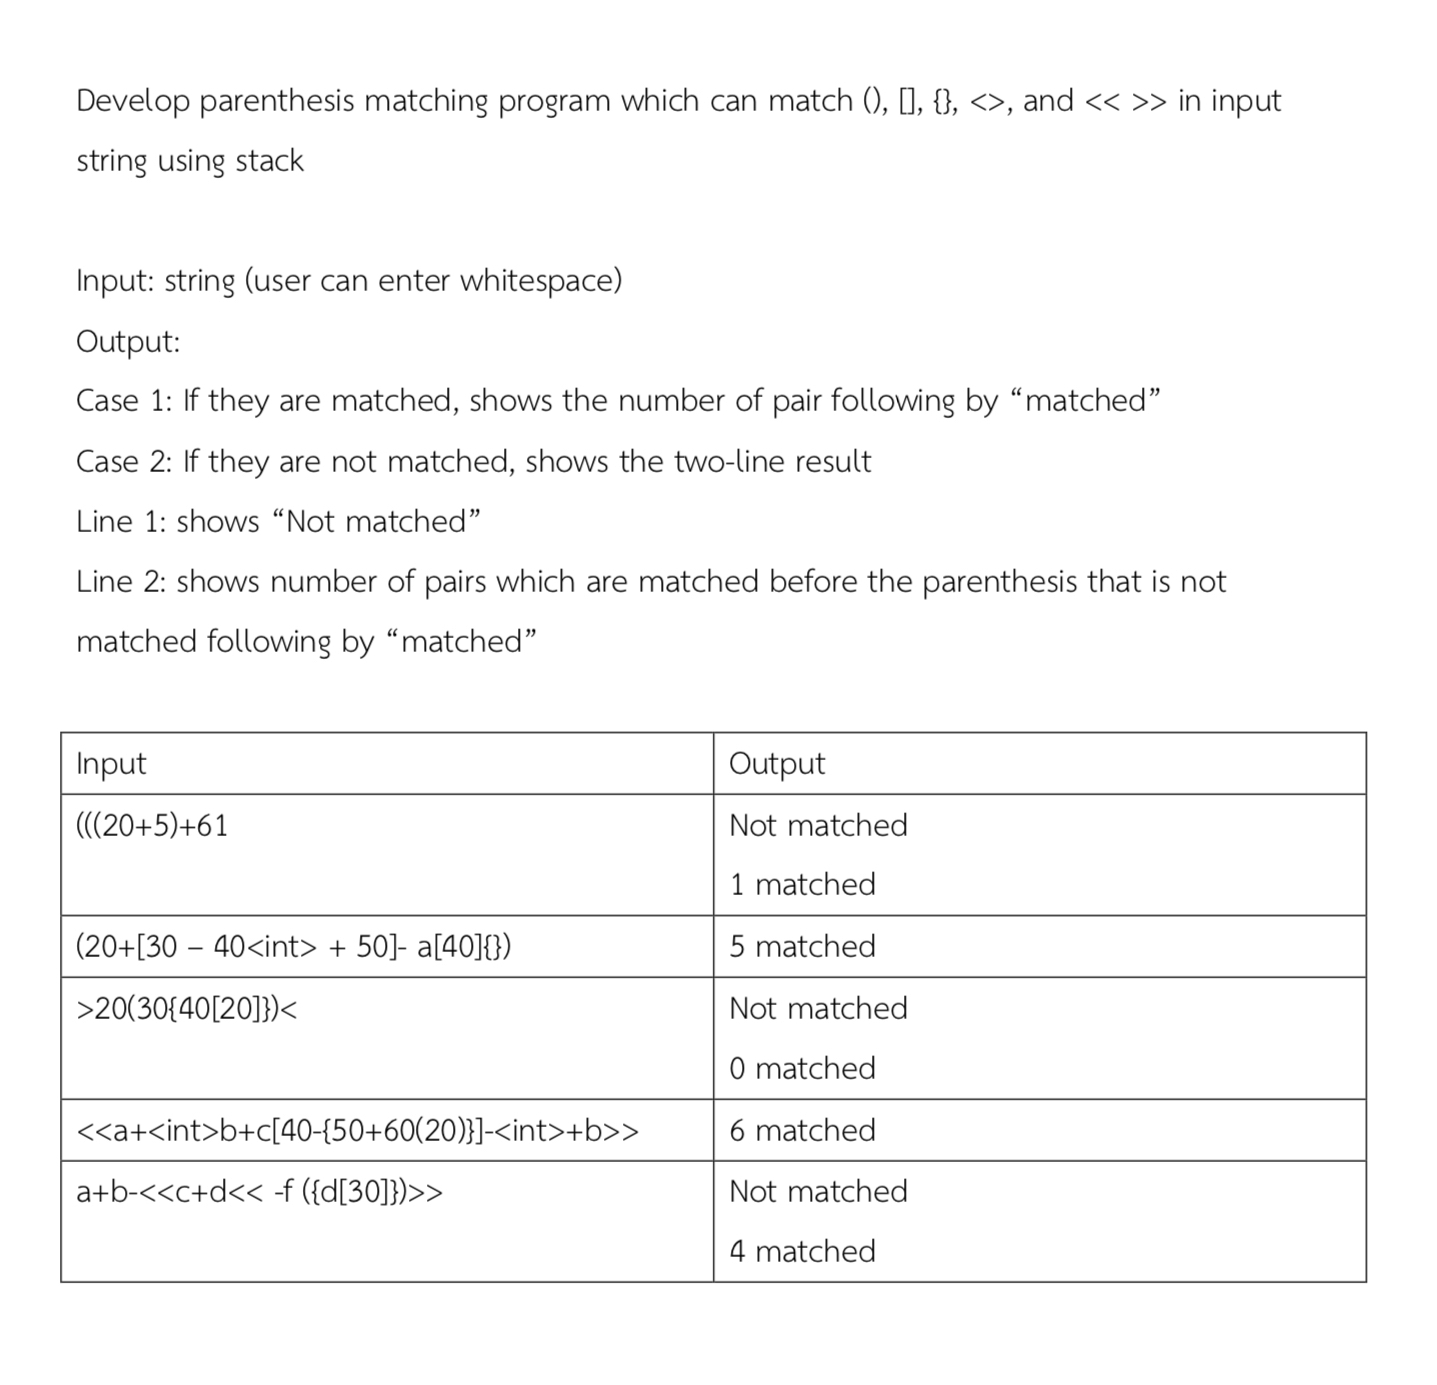 Develop parenthesis matching program which can match (), [], {}, <>, and << >> in input
string using stack
Input: string (user can enter whitespace)
Output:
Case 1: If they are matched, shows the number of pair following by “matched”
Case 2: If they are not matched, shows the two-line result
Line 1: shows “Not matched”
Line 2: shows number of pairs which are matched before the parenthesis that is not
matched following by “matched”
Input Output
(((20+5)+61 Not matched
1 matched
(20+[30 – 40<int> + 50]- a[40]{}) 5 matched
>20(30{40[20]})< Not matched
0 matched
<<a+<int>b+c[40-{50+60(20)}]-<int>+b>> 6 matched
a+b-<<c+d<< -f ({d[30]})>> Not matched
4 matched